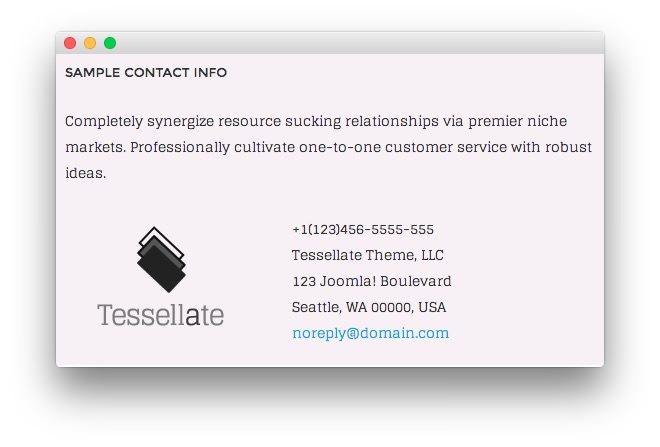 SAMPLE CONTACT INFO
Completely synergize resource sucking relationships via premier niche
markets. Professionally cultivate one-to-one customer service with robust
ideas.
Tessellate
+1(123)456-5555-555
Tessellate Theme, LLC
123 Joomla! Boulevard
Seattle, WA 00000, USA
noreply@domain.com